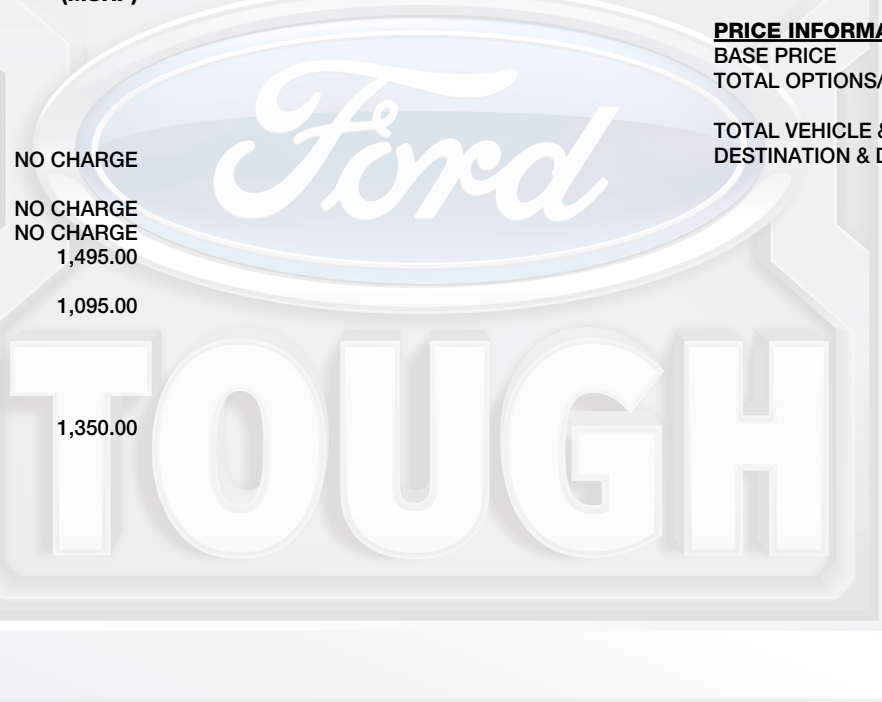 (MSRP)
NO CHARGE
NO CHARGE
NO CHARGE
1,495.00
1,095.00
1,350.00
PRICE INFORMA
BASE PRICE
TOTAL OPTIONS/
TOTAL VEHICLE &
DESTINATION & D
Ford
TOUGH